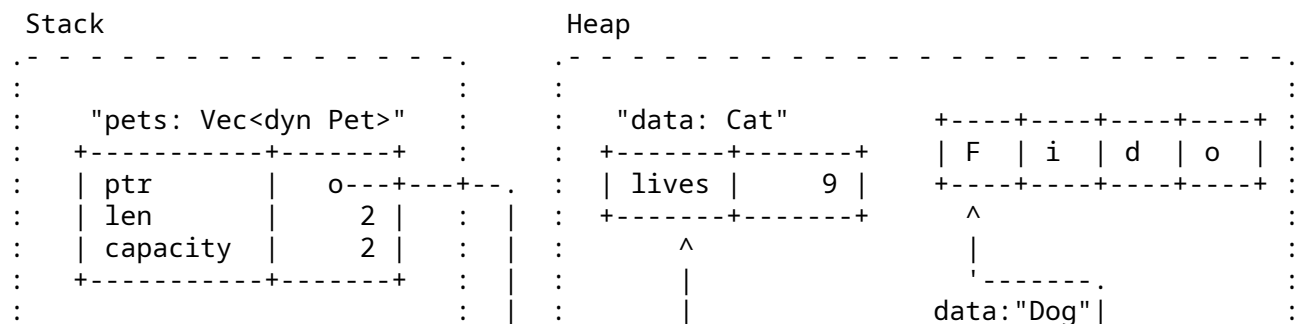 Stack Heap
"pets: Vec<dyn Pet>" "data: Cat"
F i d o
ptr o lives 9
len 2
capacity 2
data:"Dog"